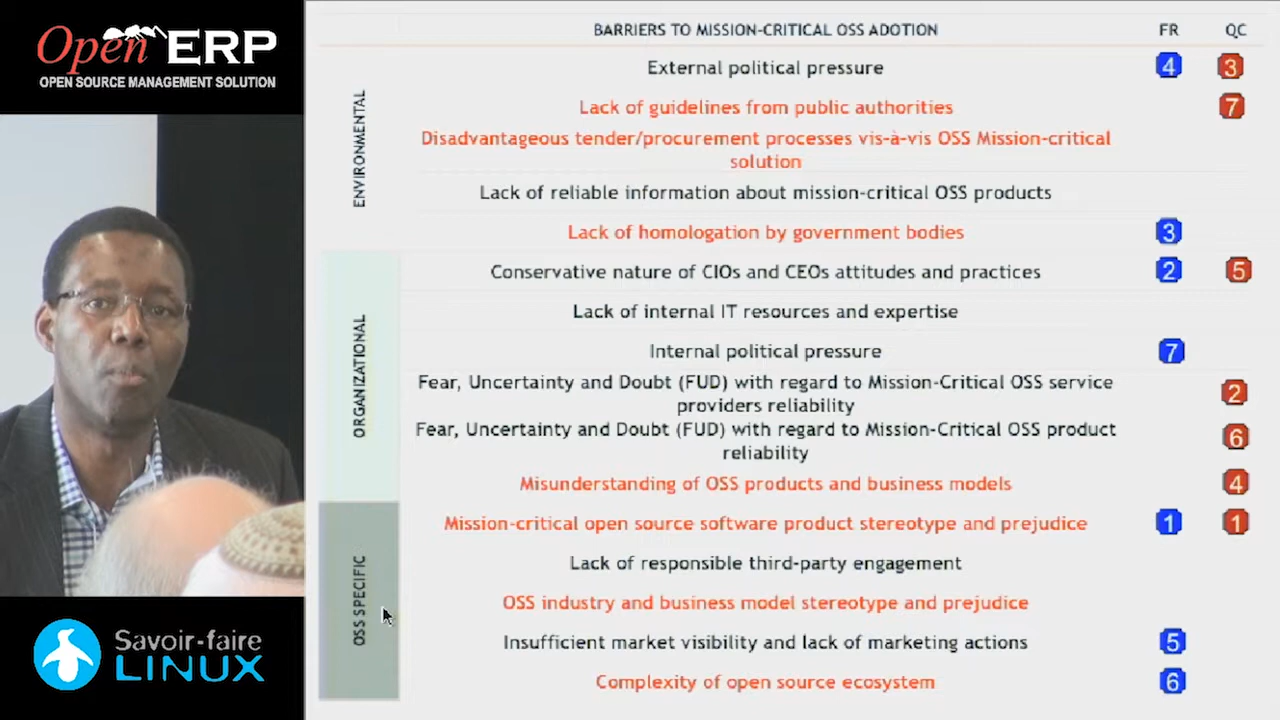 Open ERP
OPEN SOURCE MANAGEMENT SOLUTION
BARRIERS TO MISSION-CRITICAL OSS ADOTION FR QC
ENVIRONMENTAL
External political pressure 4 3
Lack of guidelines from public authorities 7
Disadvantageous tender/procurement processes vis-à-vis OSS Mission-critical
solution
Lack of reliable information about mission-critical OSS products
Lack of homologation by government bodies 3
ORGANIZATIONAL
Conservative nature of CIOs and CEOs attitudes and practices 2 5
Lack of internal IT resources and expertise
Internal political pressure 7
Fear, Uncertainty and Doubt (FUD) with regard to Mission-Critical OSS service
providers reliability 2
Fear, Uncertainty and Doubt (FUD) with regard to Mission-Critical OSS product
reliability 6
Misunderstanding of OSS products and business models 4
OSS SPECIFIC
Mission-critical open source software product stereotype and prejudice 1 1
Lack of responsible third-party engagement
OSS industry and business model stereotype and prejudice
Insufficient market visibility and lack of marketing actions 5
Complexity of open source ecosystem 6
Savoir-faire
LINUX